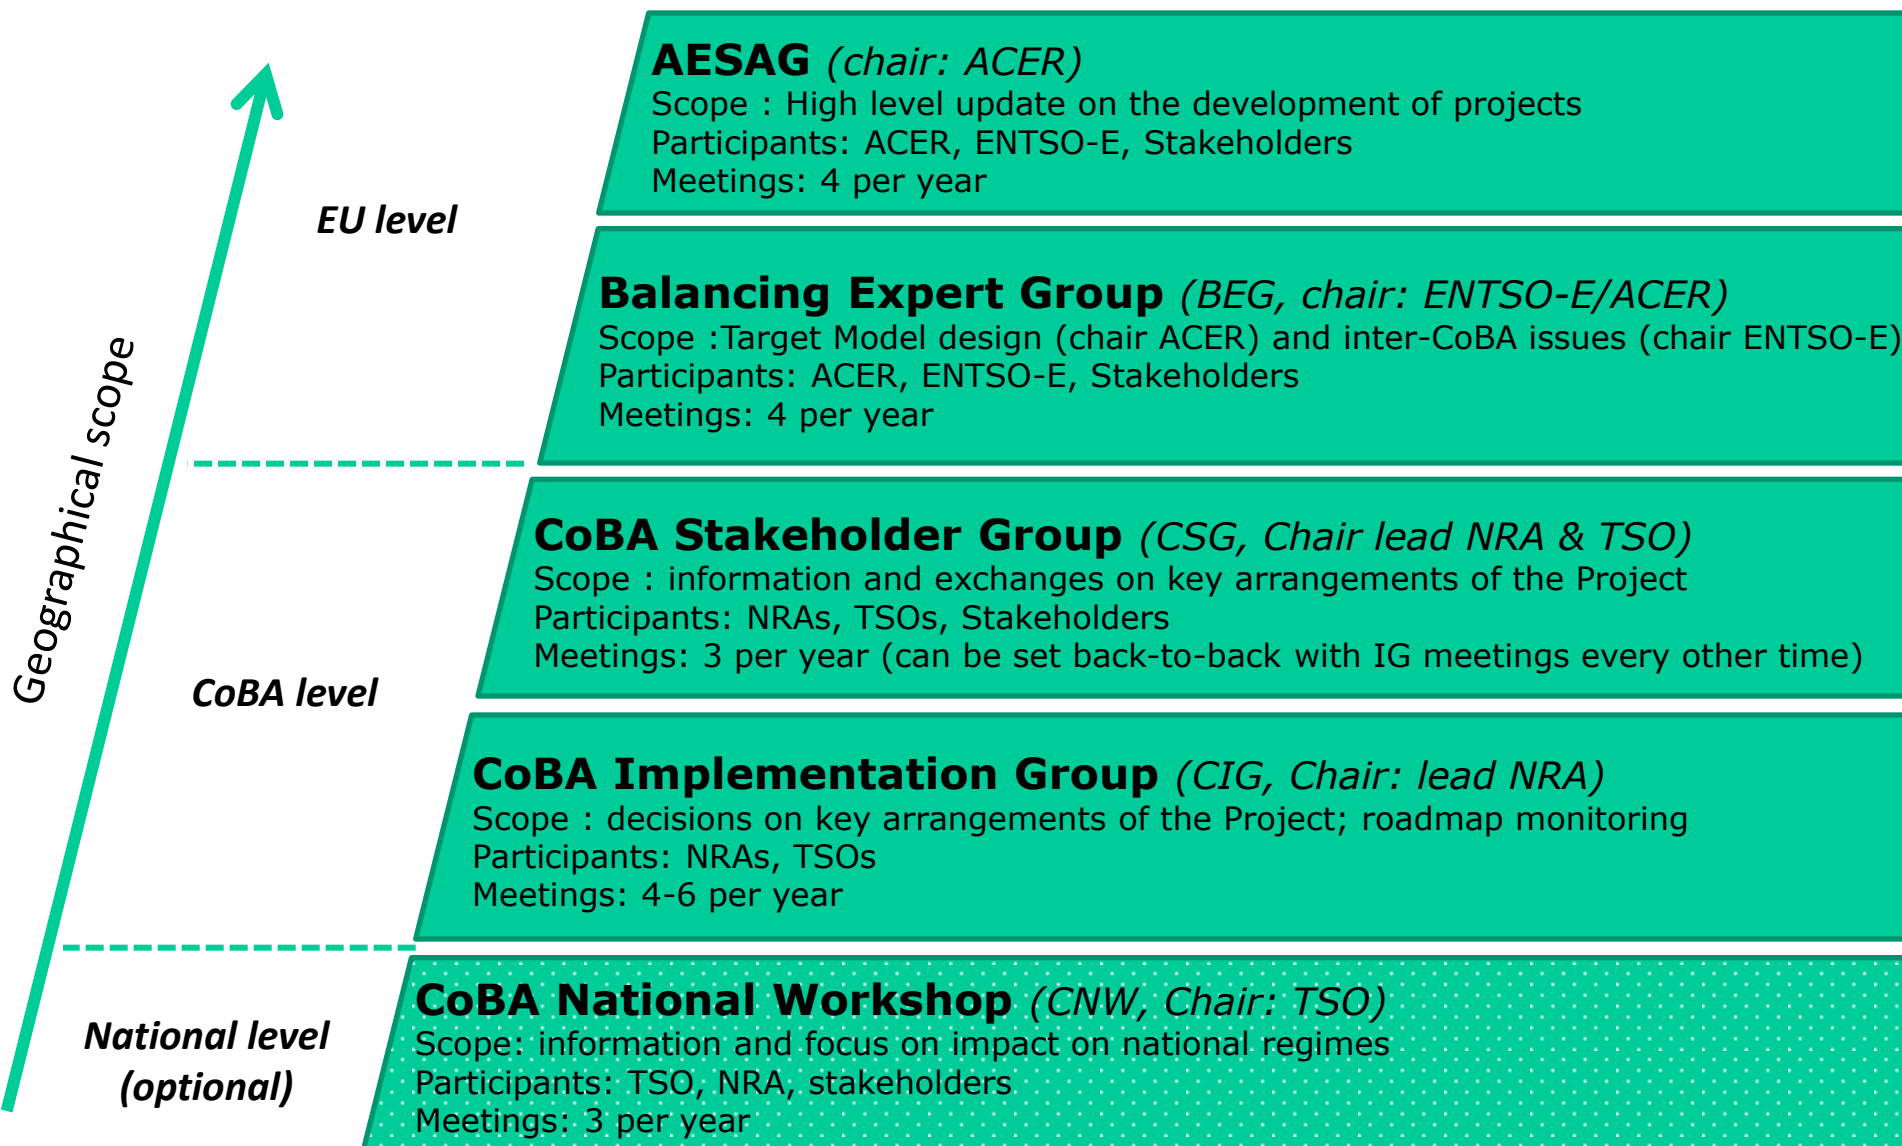 AESAG (chair: ACER)
Scope : High level update on the development of projects
Participants: ACER, ENTSO-E, Stakeholders
Meetings: 4 per year
EU level
Balancing Expert Group (BEG, chair: ENTSO-E/ACER)
Scope :Target Model design (chair ACER) and inter-CoBA issues (chair ENTSO-E)
Participants: ACER, ENTSO-E, Stakeholders
Meetings: 4 per year
Geographical scope
CoBA Stakeholder Group (CSG, Chair lead NRA & TSO)
Scope : information and exchanges on key arrangements of the Project
Participants: NRAs, TSOs, Stakeholders
Meetings: 3 per year (can be set back-to-back with IG meetings every other time)
CoBA level
CoBA Implementation Group (CIG, Chair: lead NRA)
Scope : decisions on key arrangements of the Project; roadmap monitoring
Participants: NRAs, TSOs
Meetings: 4-6 per year
National level
(optional)
CoBA National Workshop (CNW, Chair: TSO)
Scope: information and focus on impact on national regimes
Participants: TSO, NRA, stakeholders
Meetings: 3 per year